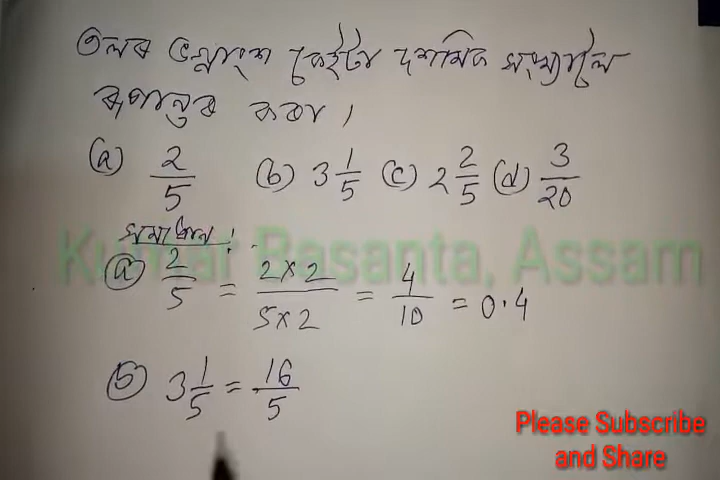 তলৰ ভগ্নাংশ কেইটা দশমিক সংখ্যালৈ
ৰূপান্তৰ কৰা ।
(a) 2/5 (b) 3 1/5 (c) 2 2/5 (d) 3/20
সমাধান :
Kumar Basanta, Assam
(a) 2/5 = 2×2/5×2 = 4/10 = 0.4
(b) 3 1/5 = 16/5
Please Subscribe
and Share